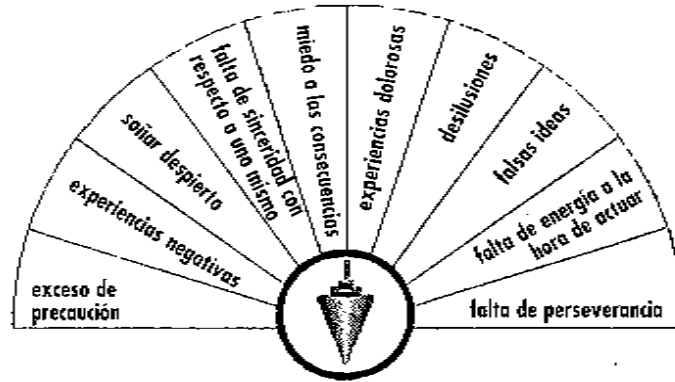 exceso de
precaución
experiencias negativas
soñar despierto
falta de sinceridad con
respecto a uno mismo
miedo a las consecuencias
experiencias dolorosas
desilusiones
falsas ideas
falta de energía a la
hora de actuar
falta de perseverancia